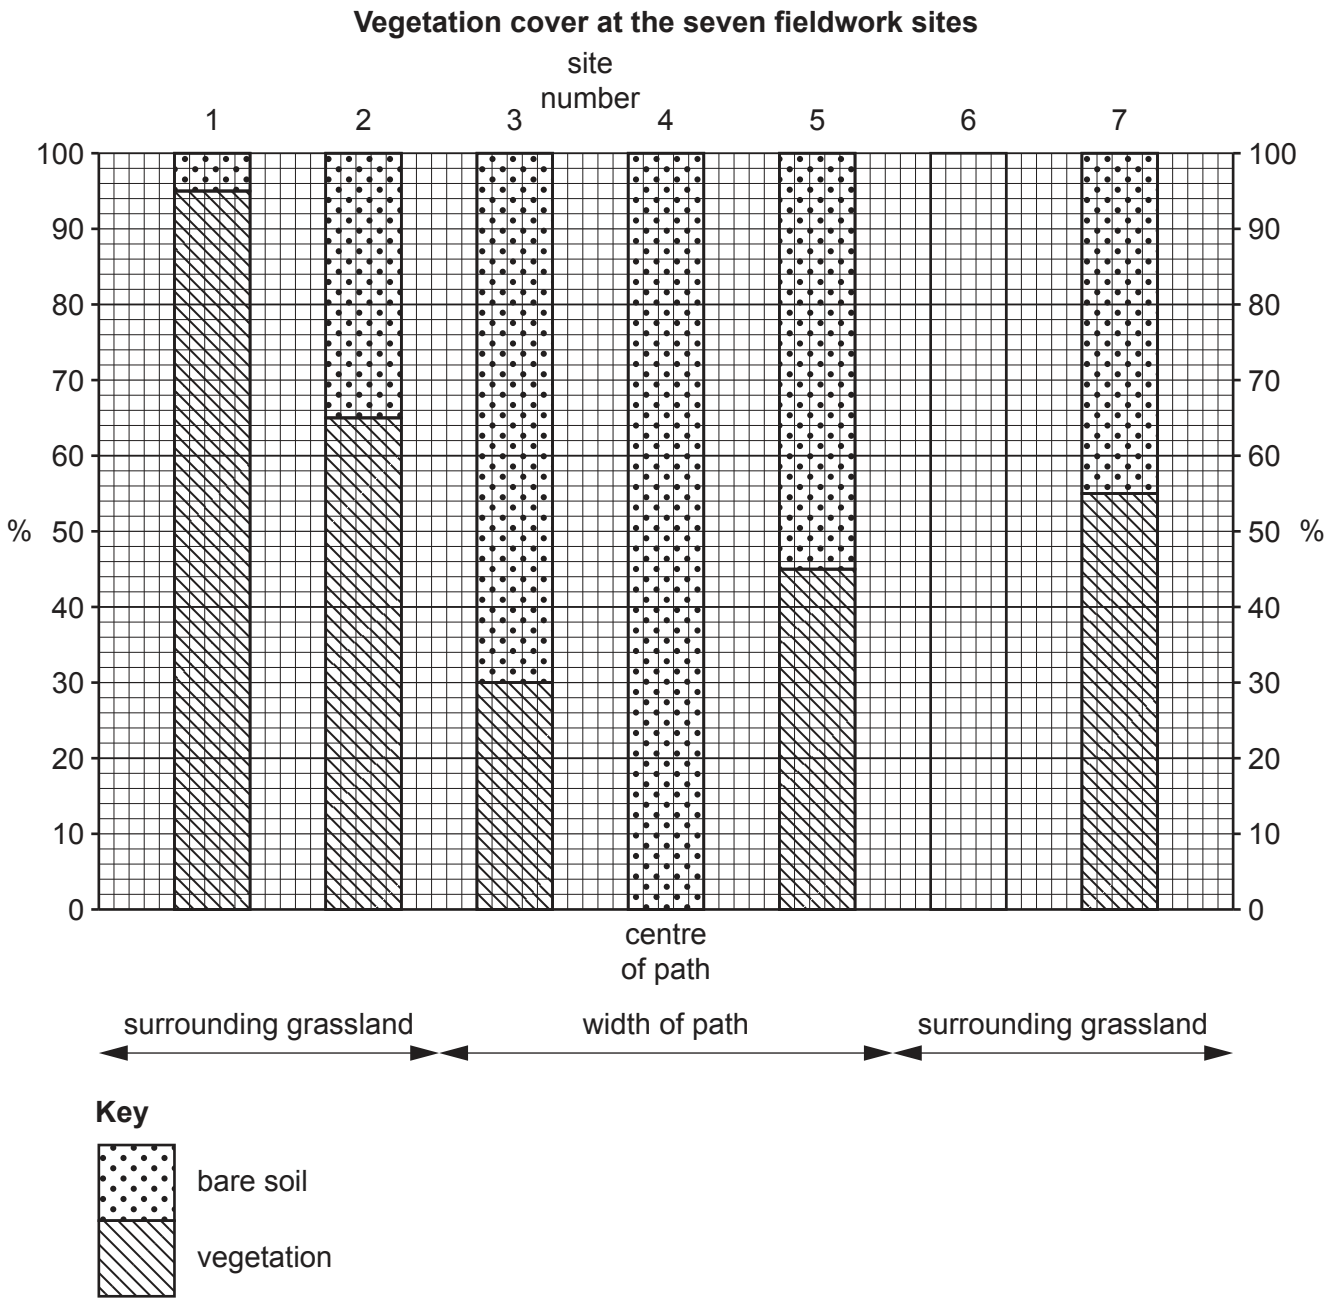 Vegetation cover at the seven fieldwork sites
site
number
1 2 3 4 5 6 7
100 100
90 90
80 80
70 70
60 60
% 50 50 %
40 40
30 30
20 20
10 10
0 0
centre
of path
surrounding grassland width of path surrounding grassland
Key
bare soil
vegetation